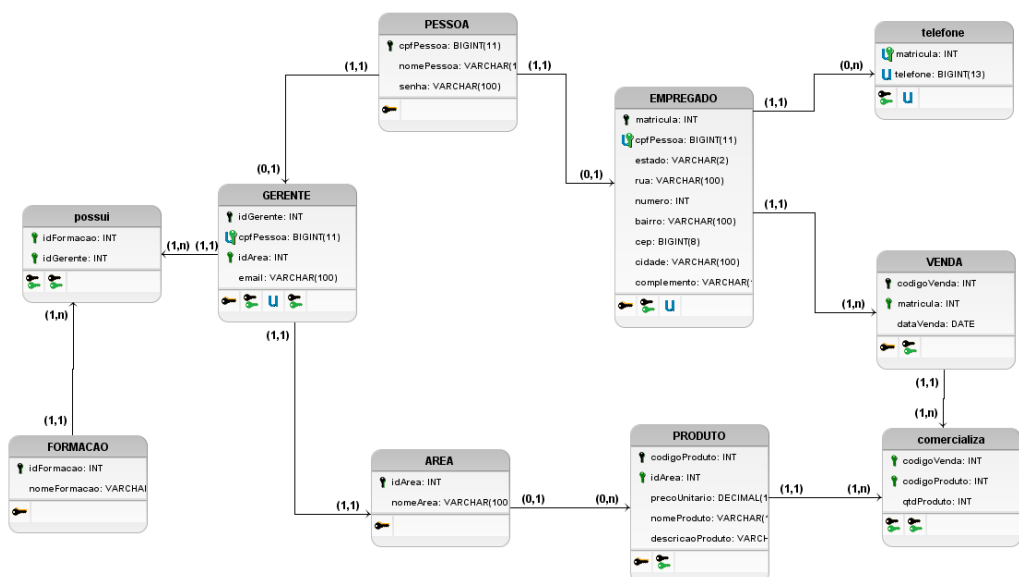 PESSOA
cpfPessoa: BIGINT(11)
nomePessoa: VARCHAR(1
senha: VARCHAR(100)
(1,1)
(1,1)
telefone
matricula: INT
telefone: BIGINT(13)
(0,n)
(1,1)
EMPREGADO
matricula: INT
cpfPessoa: BIGINT(11)
estado: VARCHAR(2)
rua: VARCHAR(100)
numero: INT
bairro: VARCHAR(100)
cep: BIGINT(8)
cidade: VARCHAR(100)
complemento: VARCHAR(
(0,1)
(0,1)
(1,1)
GERENTE
idGerente: INT
cpfPessoa: BIGINT(11)
idArea: INT
email: VARCHAR(100)
possui
idFormacao: INT
idGerente: INT
(1,n)
(1,1)
(1,n)
(1,1)
VENDA
codigoVenda: INT
matricula: INT
dataVenda: DATE
(1,n)
(1,1)
(1,n)
(1,1)
FORMACAO
idFormacao: INT
nomeFormacao: VARCHA
AREA
idArea: INT
nomeArea: VARCHAR(100
(1,1)
(0,1)
(0,n)
PRODUTO
codigoProduto: INT
idArea: INT
precoUnitario: DECIMAL(1
nomeProduto: VARCHAR(
descricaoProduto: VARC
(1,1)
(1,n)
comercializa
codigoVenda: INT
codigoProduto: INT
qtdProduto: INT